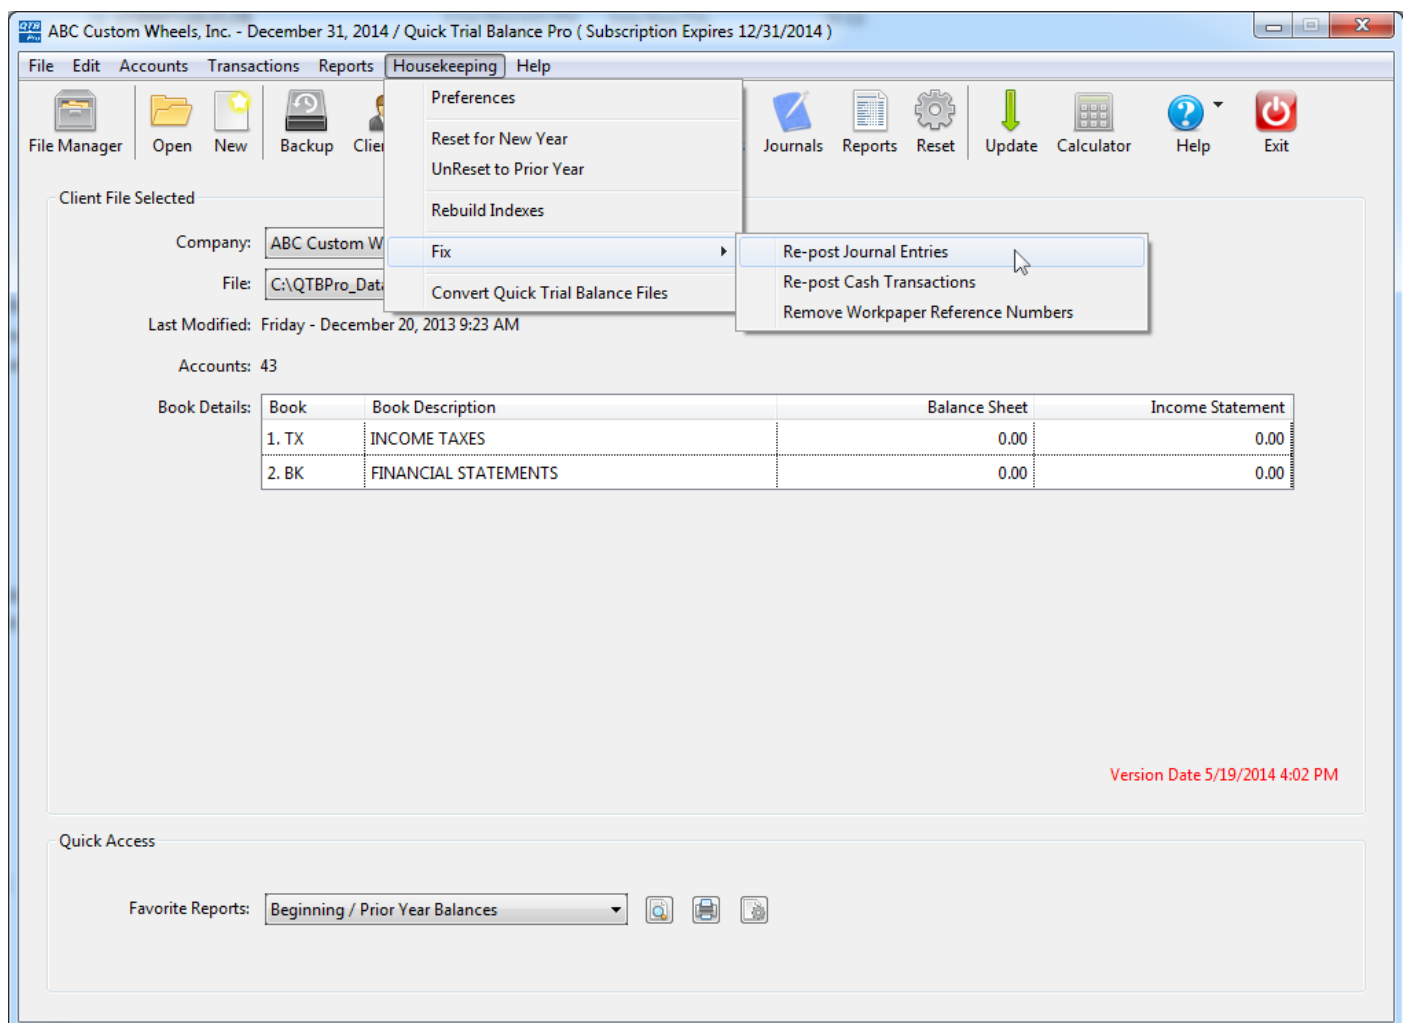 QTB Pro ABC Custom Wheels, Inc. - December 31, 2014 / Quick Trial Balance Pro ( Subscription Expires 12/31/2014 )
File Edit Accounts Transactions Reports Housekeeping Help
File Manager Open New Backup Clie Journals Reports Reset Update Calculator Help Exit
Preferences
Reset for New Year
UnReset to Prior Year
Rebuild Indexes
Fix
Convert Quick Trial Balance Files
Re-post Journal Entries
Re-post Cash Transactions
Remove Workpaper Reference Numbers
Client File Selected
Company: ABC Custom W
File: C:\QTBPro_Data
Last Modified: Friday - December 20, 2013 9:23 AM
Accounts: 43
Book Details: Book Book Description Balance Sheet Income Statement
1. TX INCOME TAXES 0.00 0.00
2. BK FINANCIAL STATEMENTS 0.00 0.00
Version Date 5/19/2014 4:02 PM
Quick Access
Favorite Reports: Beginning / Prior Year Balances